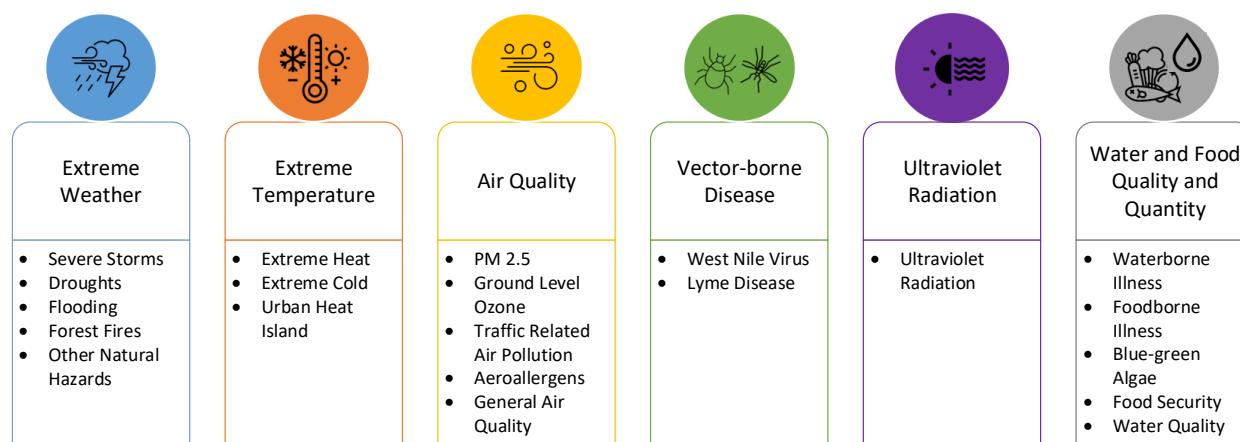 Extreme
Weather
• Severe Storms
• Droughts
• Flooding
• Forest Fires
• Other Natural
Hazards
Extreme
Temperature
• Extreme Heat
• Extreme Cold
• Urban Heat
Island
Air Quality
• PM 2.5
• Ground Level
Ozone
• Traffic Related
Air Pollution
• Aeroallergens
• General Air
Quality
Vector-borne
Disease
• West Nile Virus
• Lyme Disease
Ultraviolet
Radiation
• Ultraviolet
Radiation
Water and Food
Quality and
Quantity
• Waterborne
Illness
• Foodborne
Illness
• Blue-green
Algae
• Food Security
• Water Quality